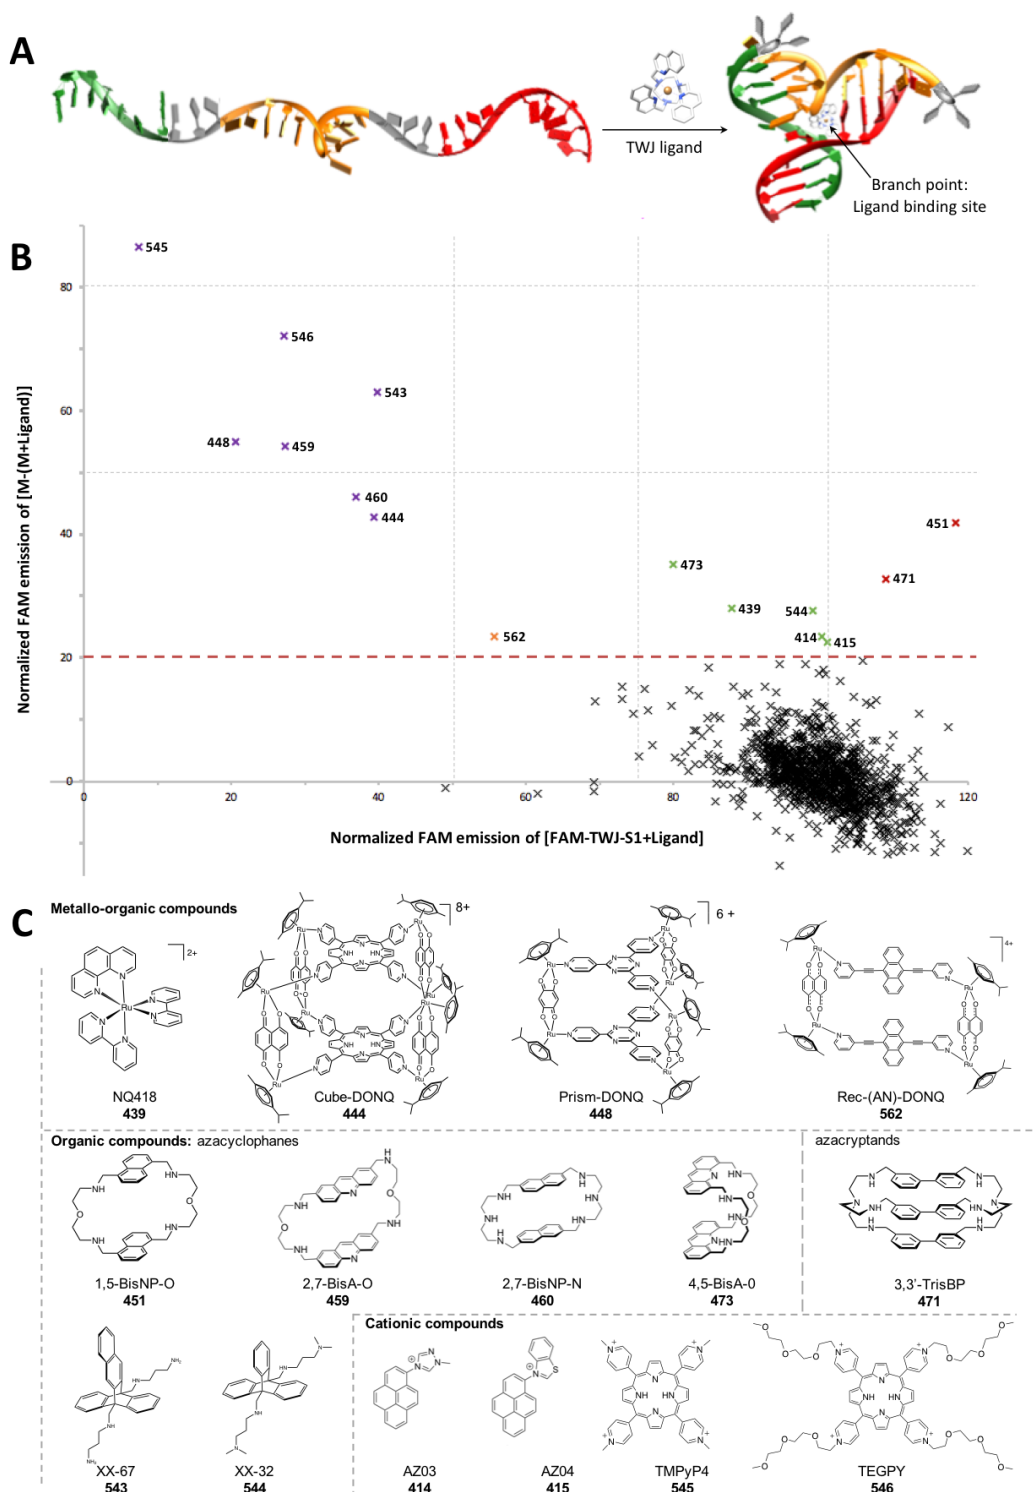 A
TWJ ligand
Branch point:
Ligand binding site
B
Normalized FAM emission of [M-(M+Ligand)]
80
60
40
20
0
545
546
543
448
459
460
444
451
473
471
439
544
562
414
415
0
20
40
60
80
120
Normalized FAM emission of [FAM-TWJ-S1+Ligand]
C
Metallo-organic compounds
2+
8+
6 +
4+
NQ418
439
Cube-DONQ
444
Prism-DONQ
448
Rec-(AN)-DONQ
562
Organic compounds: azacyclophanes
azacryptands
1,5-BisNP-O
451
2,7-BisA-O
459
2,7-BisNP-N
460
4,5-BisA-0
473
3,3'-TrisBP
471
Cationic compounds
XX-67
543
XX-32
544
AZ03
414
AZ04
415
TMPyP4
545
TEGPY
546